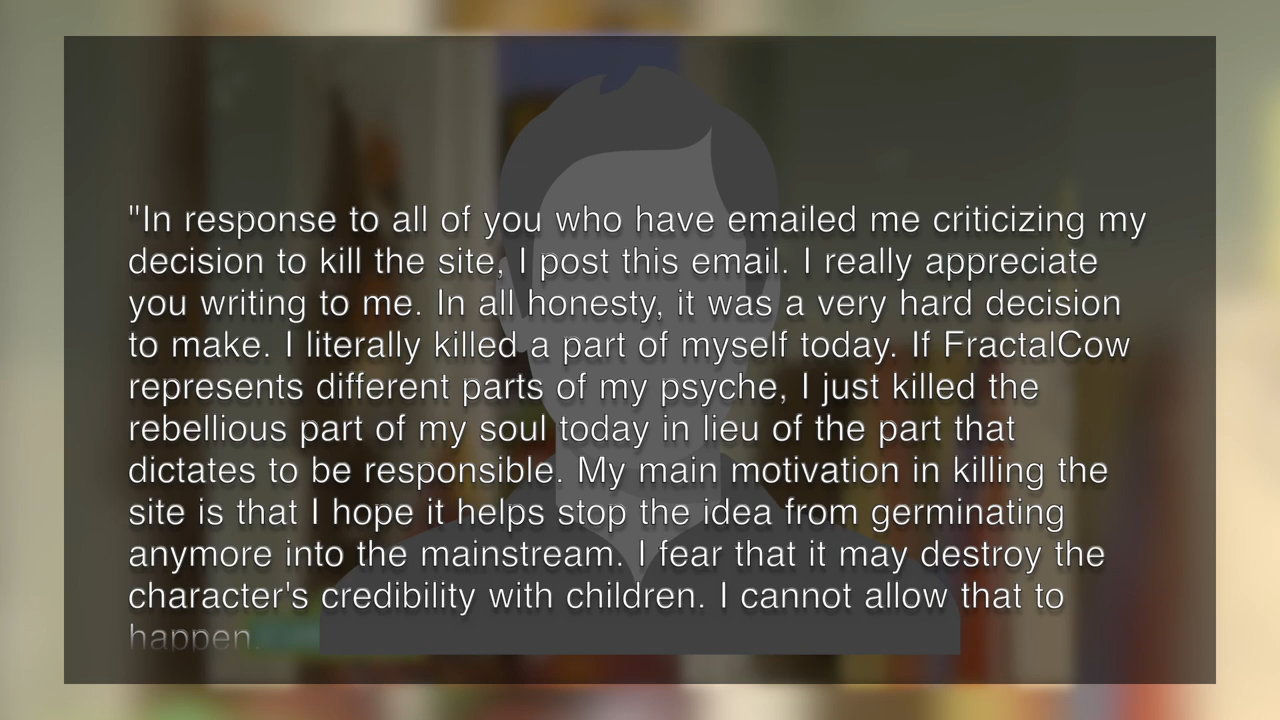 "In response to all of you who have emailed me criticizing my
decision to kill the site, I post this email. I really appreciate
you writing to me. In all honesty, it was a very hard decision
to make. I literally killed a part of myself today. If FractalCow
represents different parts of my psyche, I just killed the
rebellious part of my soul today in lieu of the part that
dictates to be responsible. My main motivation in killing the
site is that I hope it helps stop the idea from germinating
anymore into the mainstream. I fear that it may destroy the
character's credibility with children. I cannot allow that to
happen.